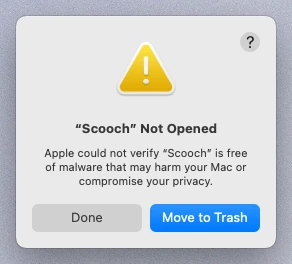 ?
“Scooch” Not Opened
Apple could not verify “Scooch” is free
of malware that may harm your Mac or
compromise your privacy.
Done
Move to Trash